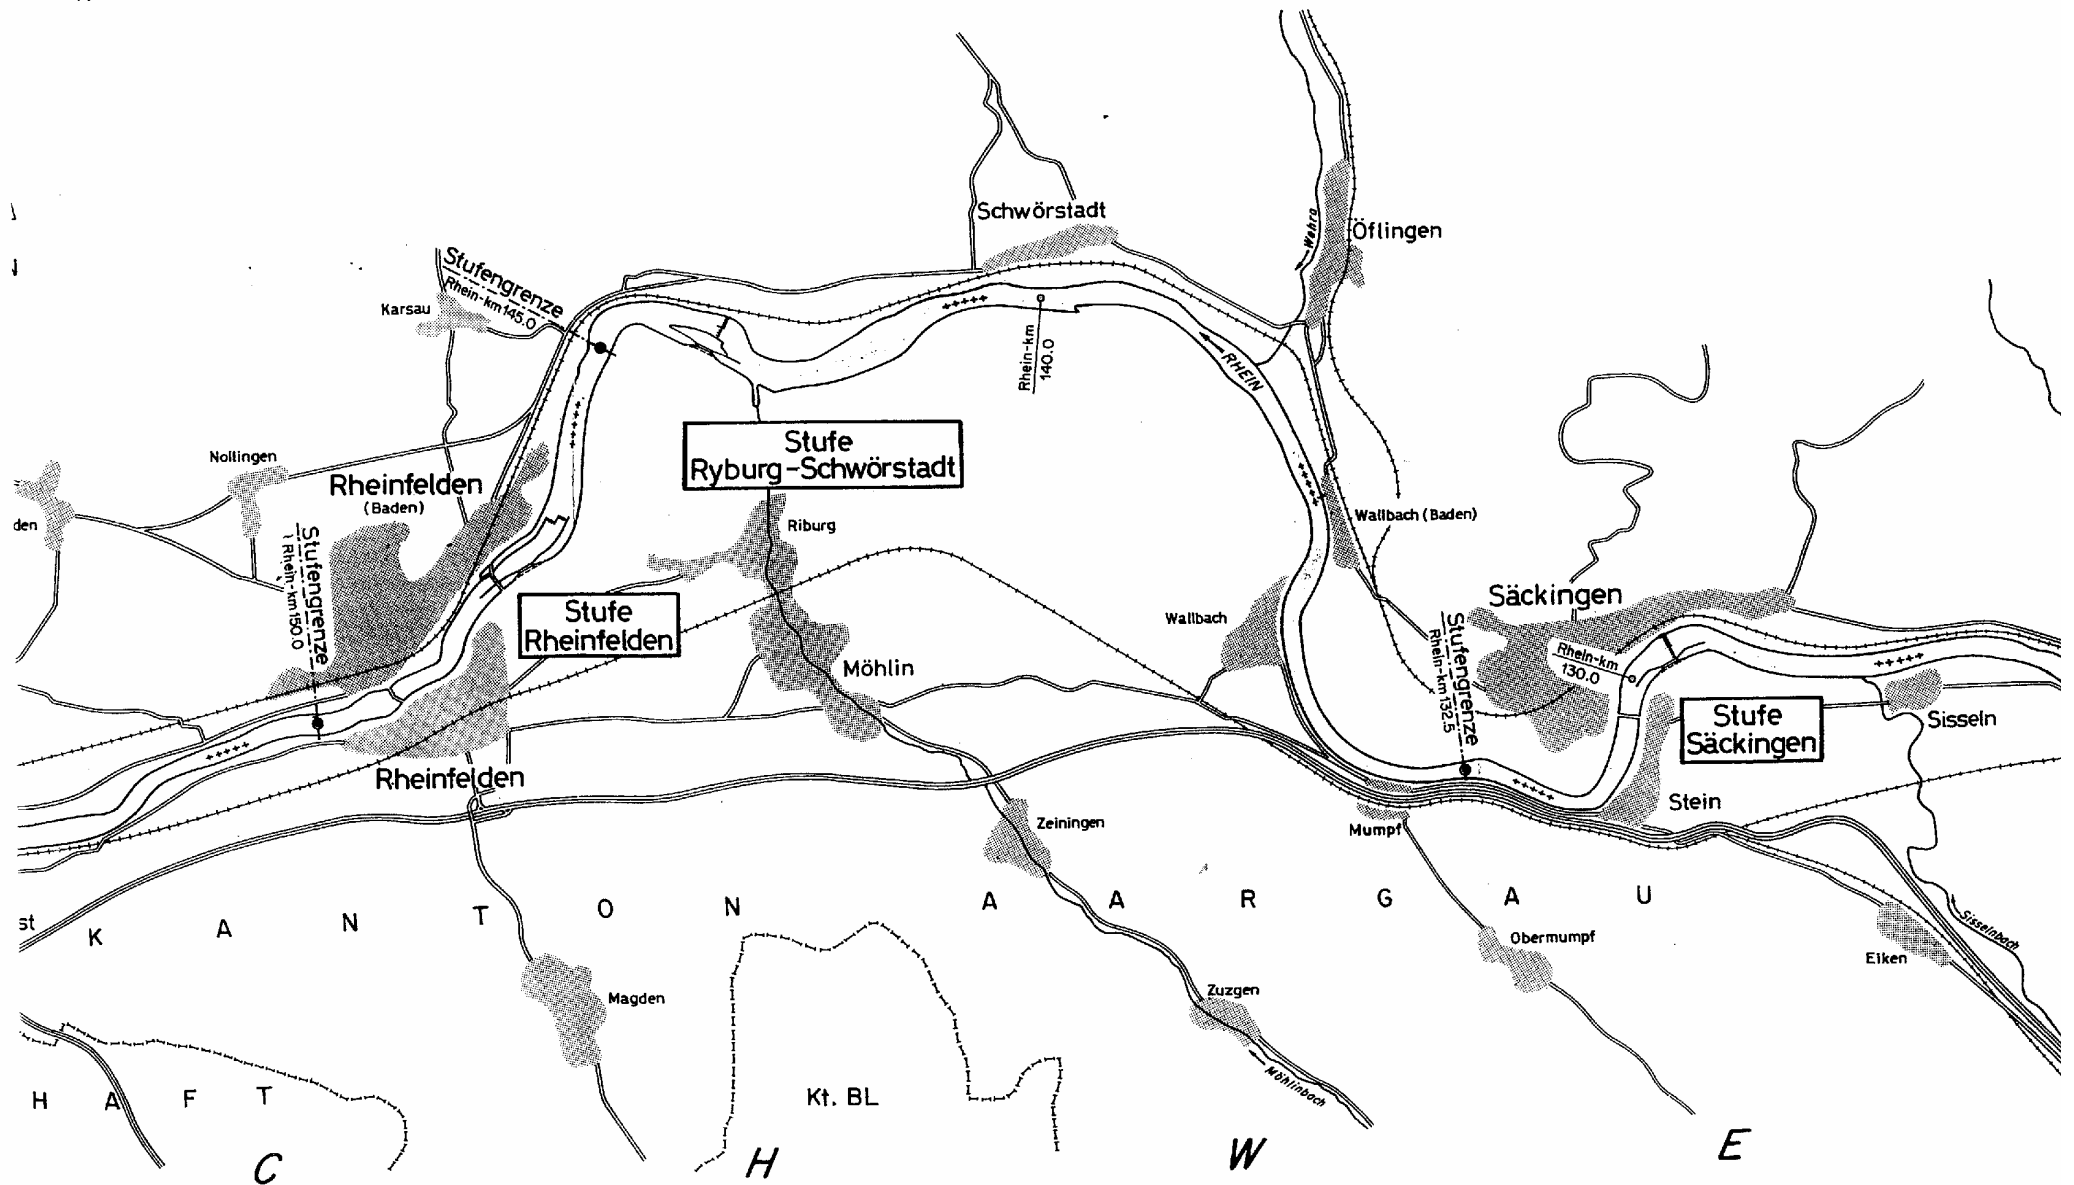 Schwörstadt
Öflingen
Wehra
Stufengrenze
Rhein-km 145.0
Karsau
Rhein-km
140.0
RHEIN
Stufe
Ryburg-Schwörstadt
Nollingen
Rheinfelden
(Baden)
den
Riburg
Wallbach (Baden)
Stufengrenze
Rhein-km 150.0
Stufe
Rheinfelden
Säckingen
Wallbach
Stufengrenze
Rhein-km 132.5
Rhein-km
130.0
Möhlin
Stufe
Säckingen
Sisseln
Rheinfelden
Stein
Zeiningen
Mumpf
st
KANTON AARGAU
Sisselnbach
Obermumpf
Eiken
Magden
Zuzgen
Möhlinbach
HAFT
Kt. BL
C H W E